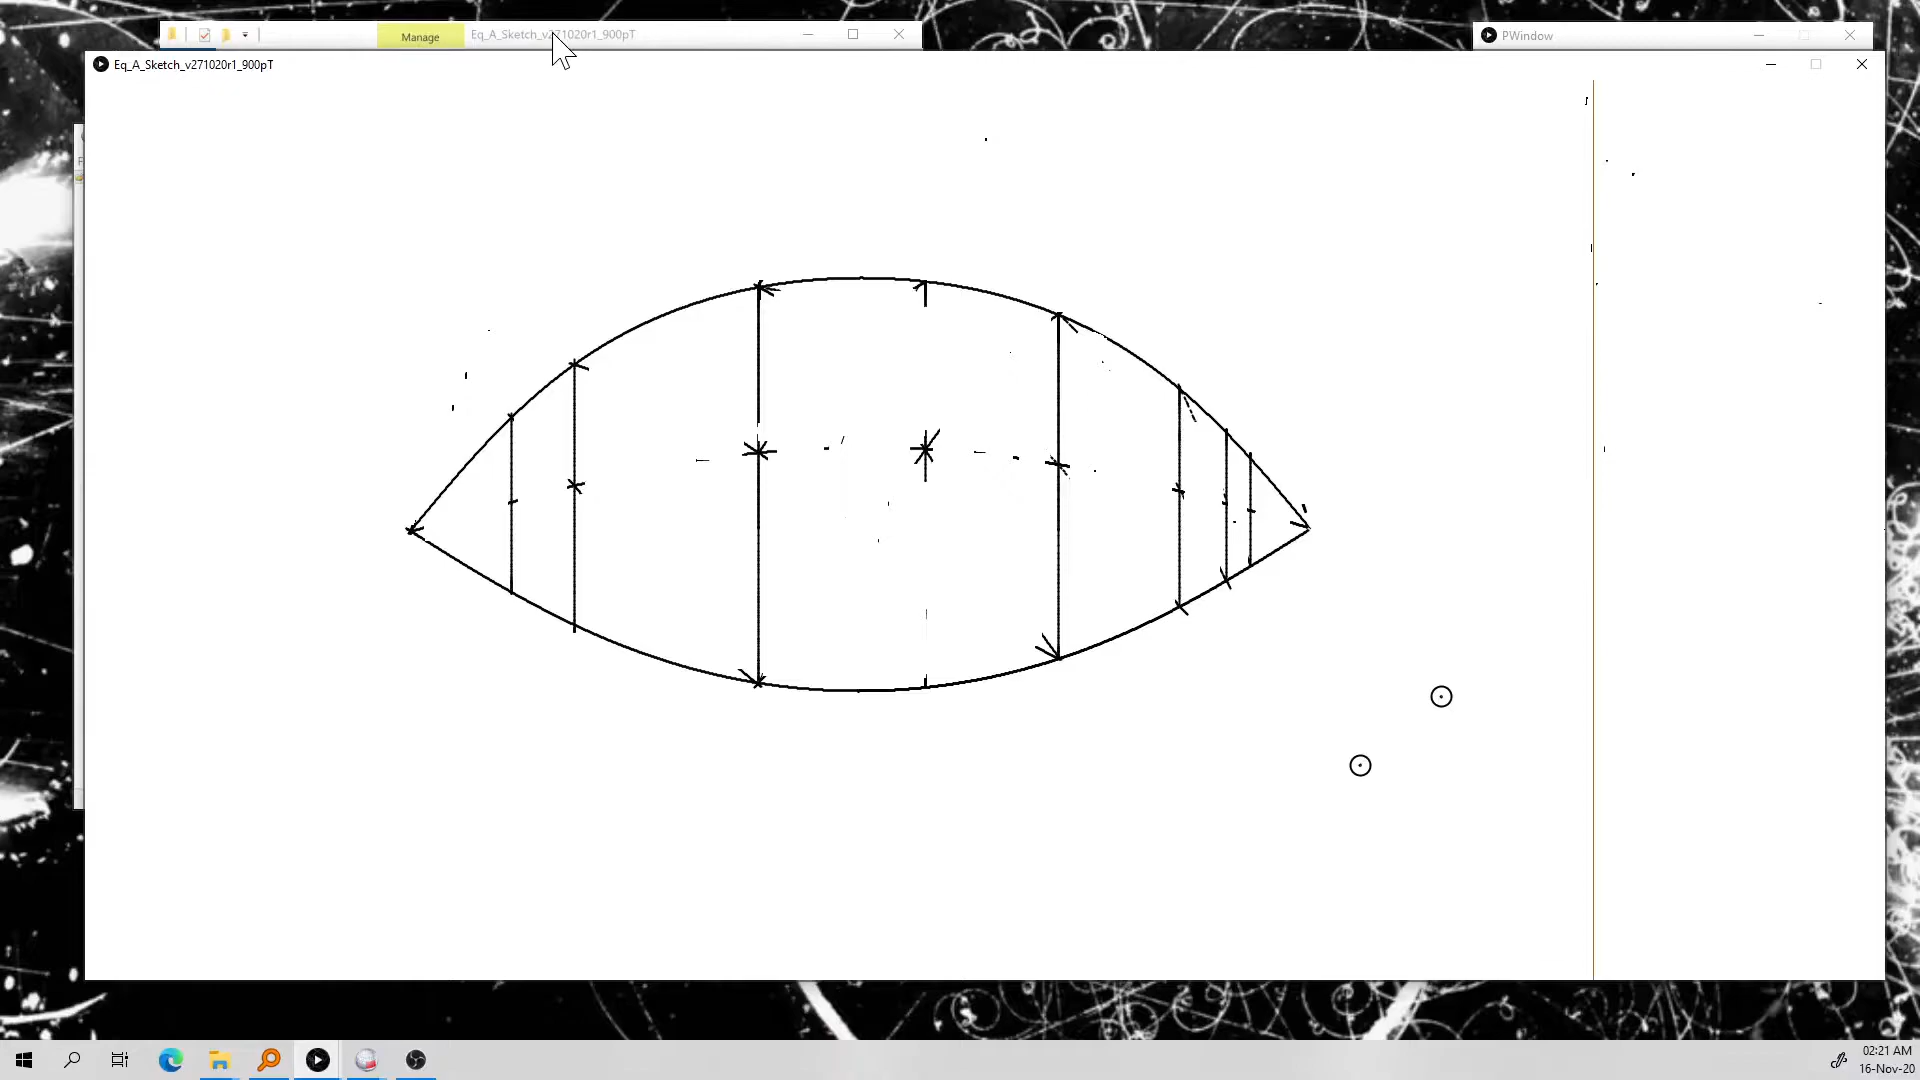 Manage
Eq_A_Sketch_v271020r1_900pT
PWindow
Eq_A_Sketch_v271020r1_900pT
02:21 AM
16-Nov-20